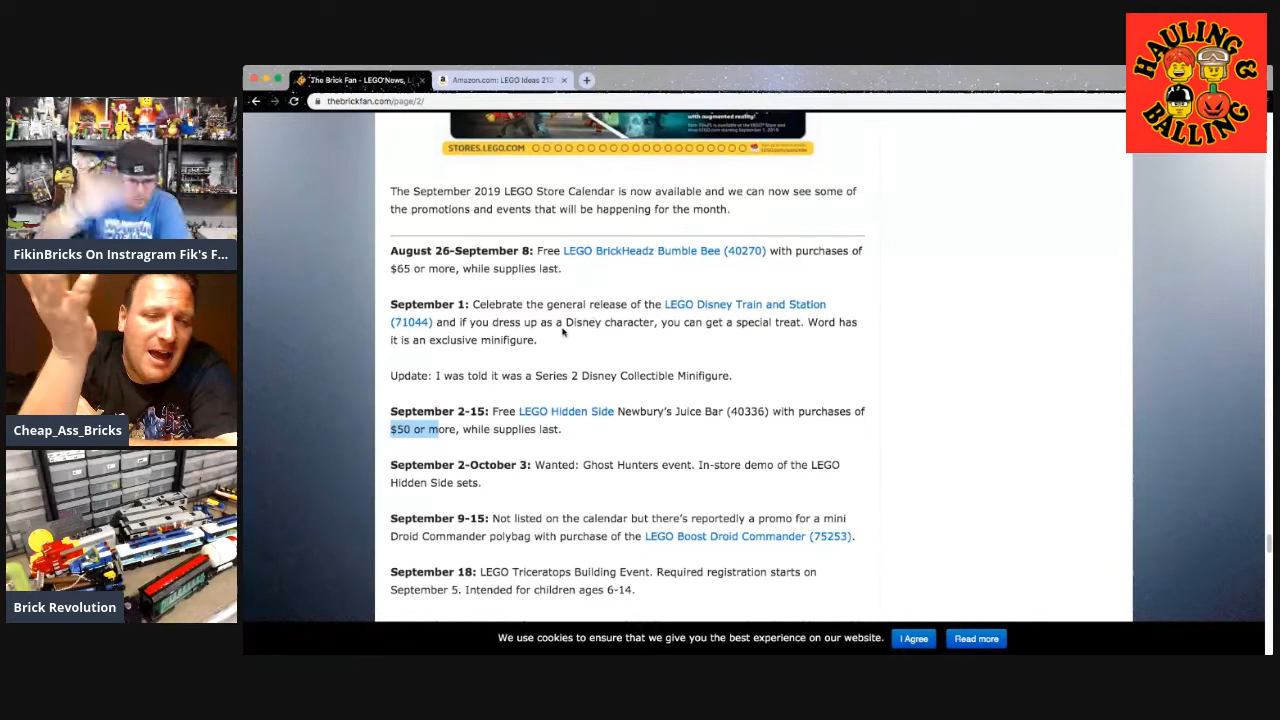 HAULING &
BALLING
The Brick Fan - LEGO News, L
Amazon.com: LEGO Ideas 213
thebrickfan.com/page/2/
with augmented reality!
STORES.LEGO.COM
The September 2019 LEGO Store Calendar is now available and we can now see some of
the promotions and events that will be happening for the month.
August 26-September 8: Free LEGO BrickHeadz Bumble Bee (40270) with purchases of
$65 or more, while supplies last.
September 1: Celebrate the general release of the LEGO Disney Train and Station
(71044) and if you dress up as a Disney character, you can get a special treat. Word has
it is an exclusive minifigure.
Update: I was told it was a Series 2 Disney Collectible Minifigure.
September 2-15: Free LEGO Hidden Side Newbury's Juice Bar (40336) with purchases of
$50 or more, while supplies last.
September 2-October 3: Wanted: Ghost Hunters event. In-store demo of the LEGO
Hidden Side sets.
September 9-15: Not listed on the calendar but there's reportedly a promo for a mini
Droid Commander polybag with purchase of the LEGO Boost Droid Commander (75253).
September 18: LEGO Triceratops Building Event. Required registration starts on
September 5. Intended for children ages 6-14.
We use cookies to ensure that we give you the best experience on our website.
I Agree
Read more
FikinBricks On Instragram Fik's F...
Cheap_Ass_Bricks
Brick Revolution